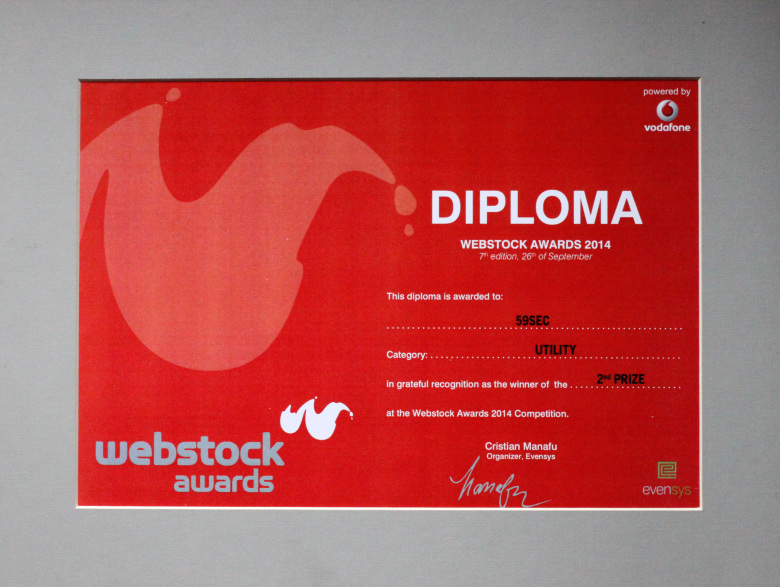 powered by
vodafone
DIPLOMA
WEBSTOCK AWARDS 2014
7th edition, 26th of September
This diploma is awarded to:
59SEC
Category: UTILITY
in grateful recognition as the winner of the 2nd PRIZE
at the Webstock Awards 2014 Competition.
Cristian Manafu
Organizer, Evensys
Manafu
webstock
awards
evensys